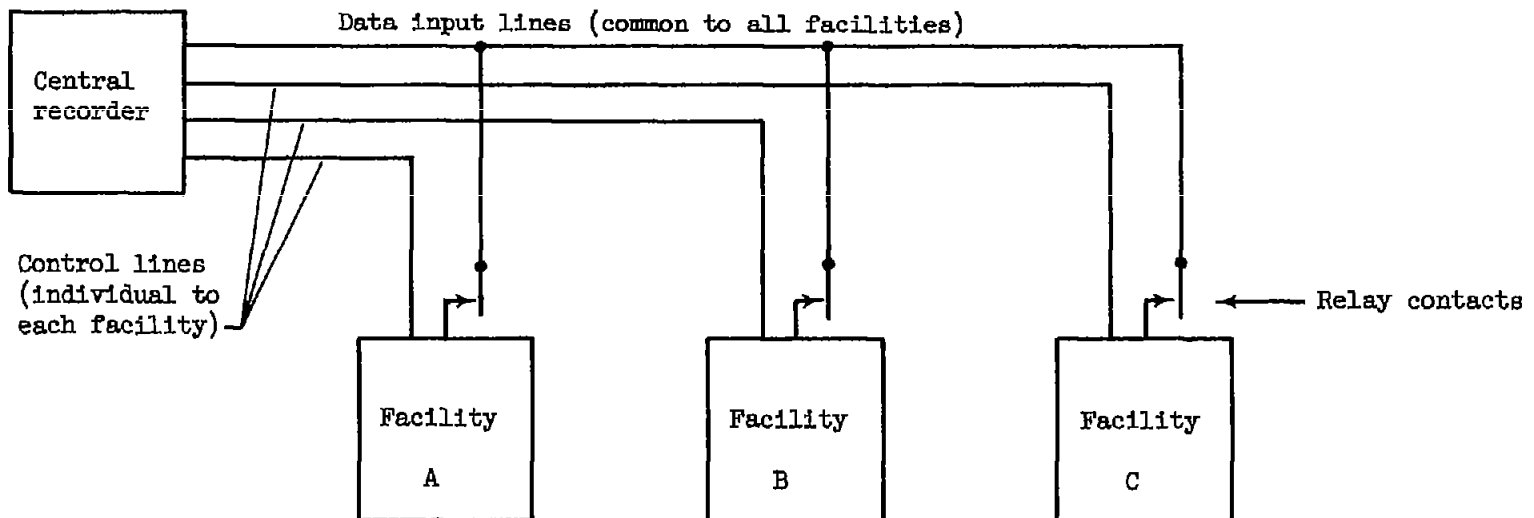 Data input lines (common to all facilities)
Central
recorder
Control lines
(individual to
each facility)
Relay contacts
Facility
A
Facility
B
Facility
C